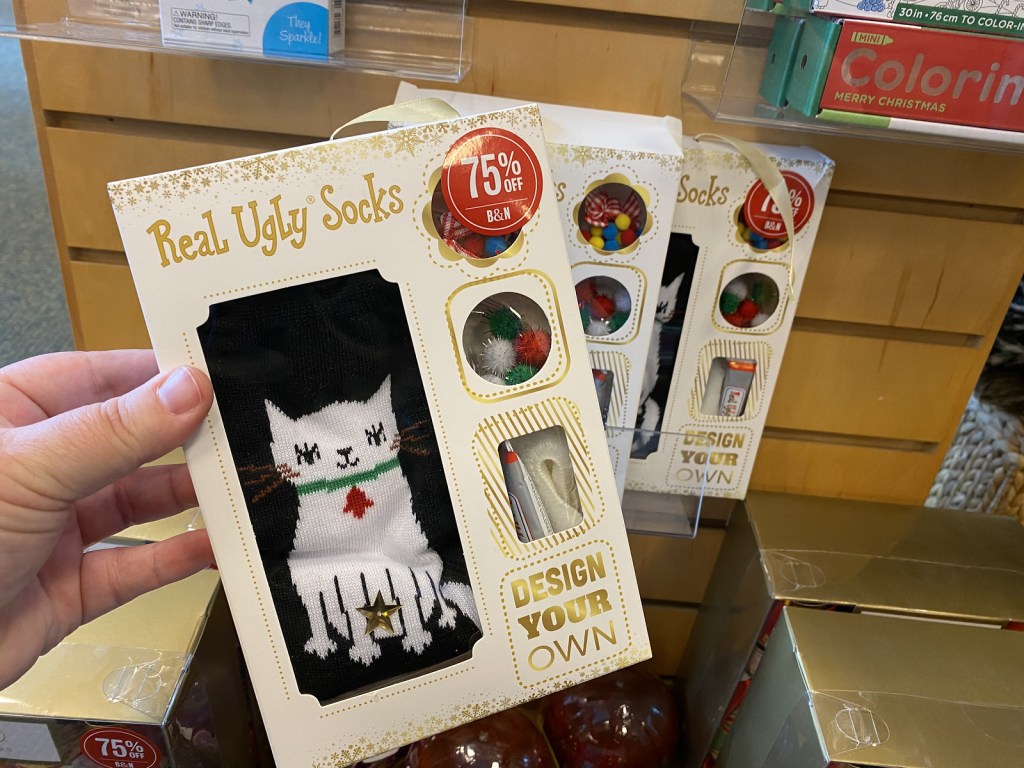 ⚠WARNING!
CONTAINS SHARP EDGES.
They
Sparkle!
30 in • 76 cm TO COLOR-I
MINI
Colorin
MERRY CHRISTMAS
Real Ugly® Socks
75%
OFF
B&N
DESIGN
YOUR
OWN
Socks
B&N
DESIGN
YOUR
OWN
75%
OFF
B&N